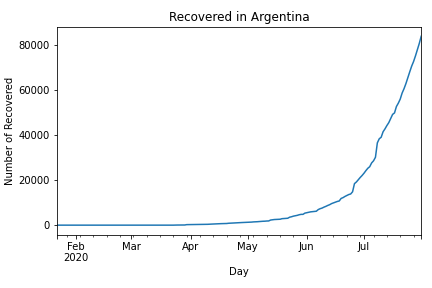 Recovered in Argentina
Number of Recovered
80000
60000
40000
20000
0
Feb Mar Apr May Jun Jul
2020
Day